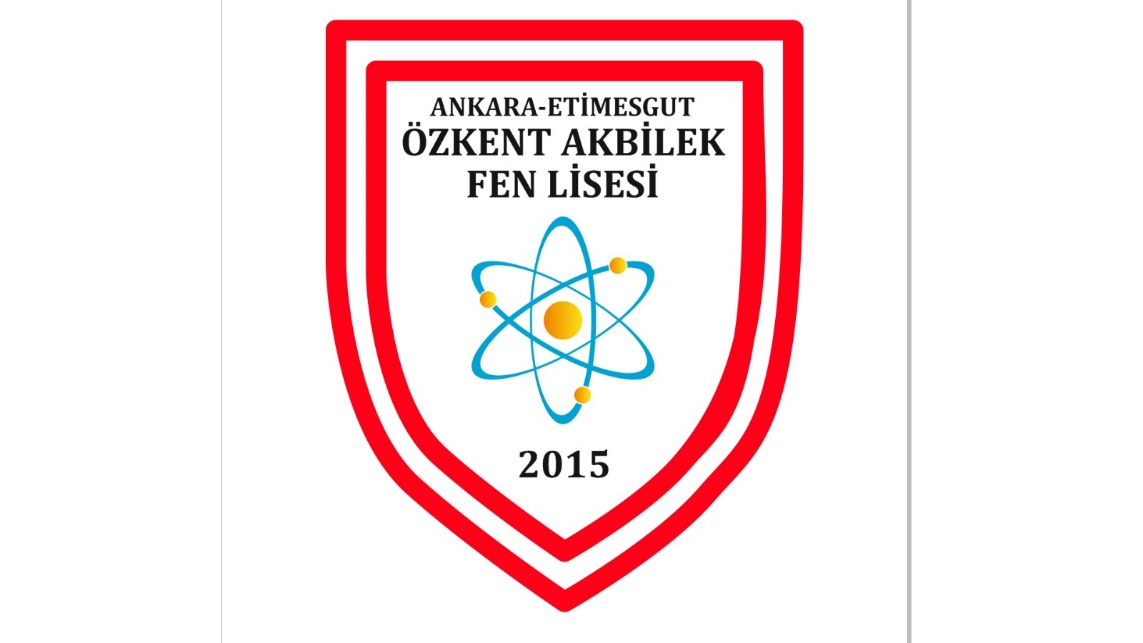 ANKARA-ETİMESGUT
ÖZKENT AKBİLEK
FEN LİSESİ
2015